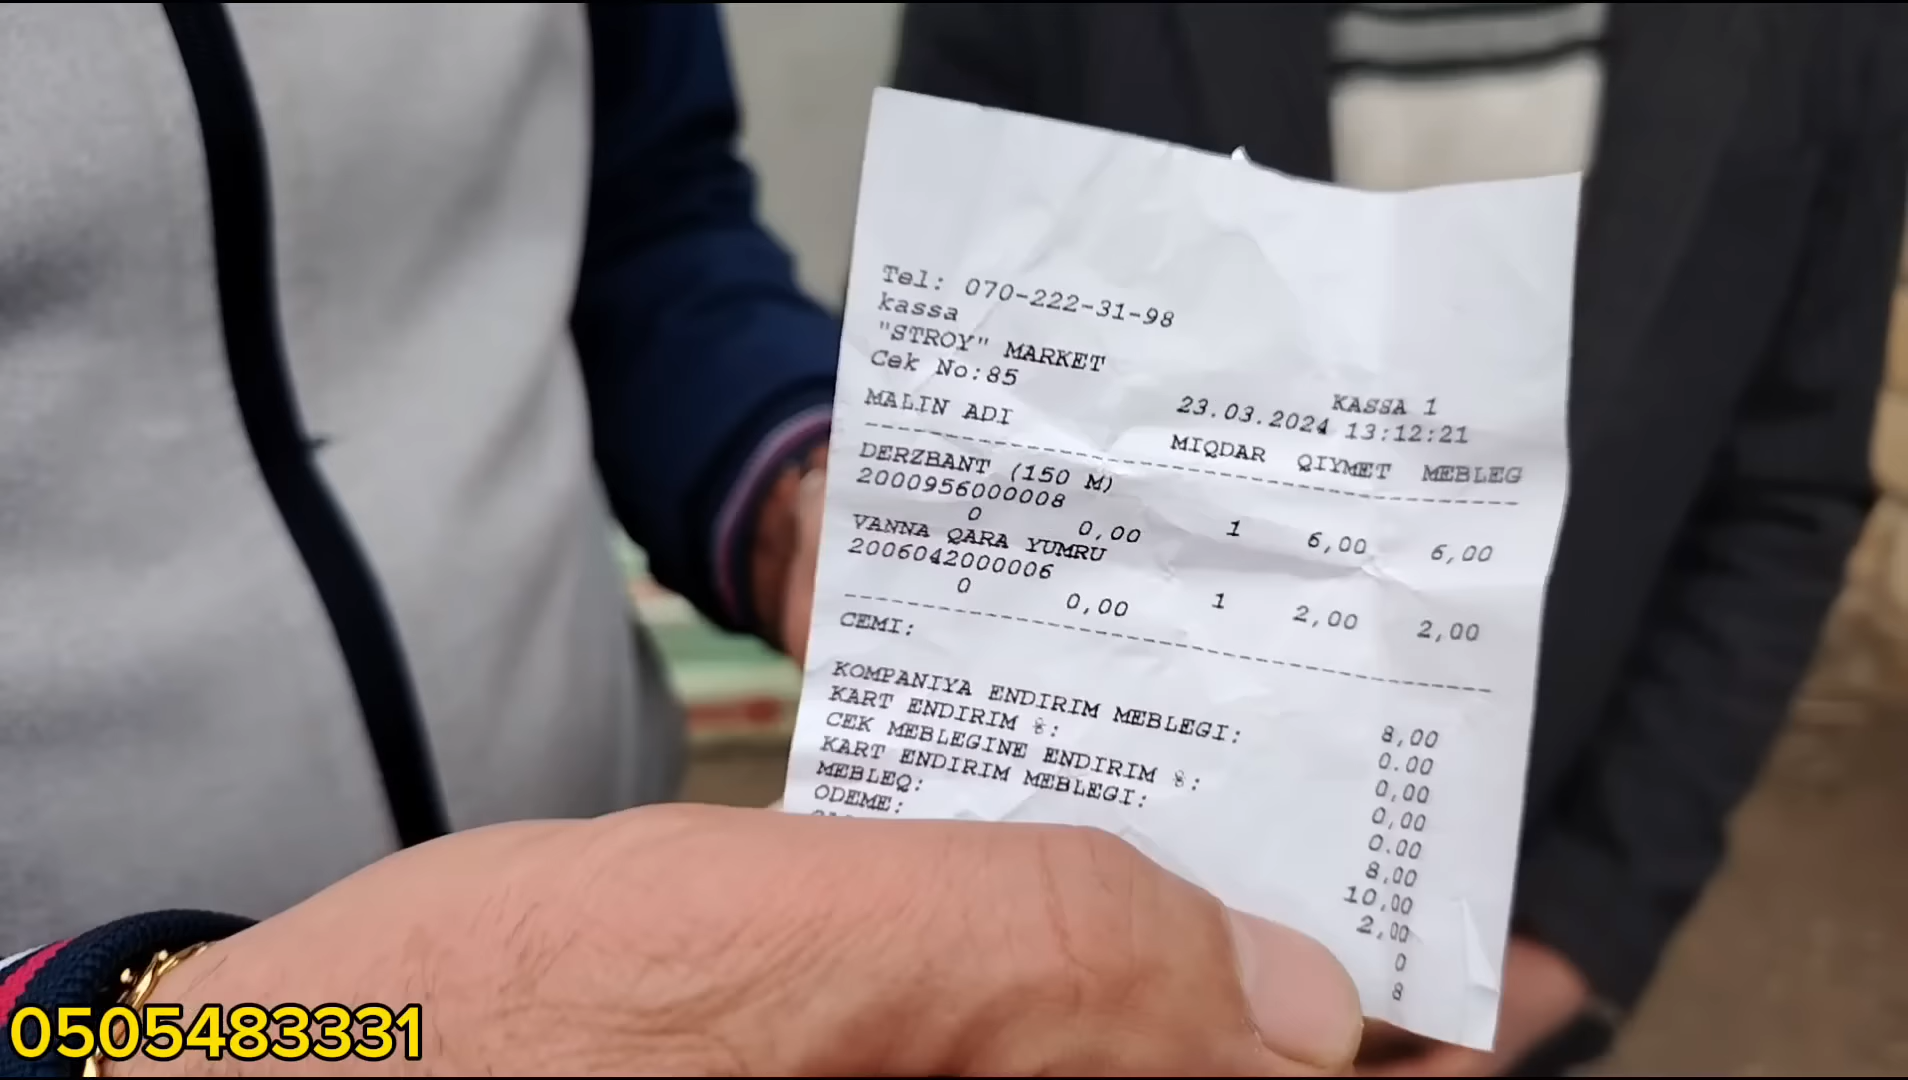 Tel: 070-222-31-98
kassa
"STROY" MARKET
KASSA 1
Cek No:85 23.03.2024 13:12:21
MALIN ADI MIQDAR QIYMET MEBLEG
--------------------------------
DERZBANT (150 M)
2000956000008
0 0,00 1 6,00 6,00
VANNA QARA YUMRU
2006042000006
0 0,00 1 2,00 2,00
--------------------------------
CEMI: 8,00
KOMPANIYA ENDIRIM MEBLEGI: 0.00
KART ENDIRIM %: 0,00
CEK MEBLEGINE ENDIRIM %: 0,00
KART ENDIRIM MEBLEGI: 0.00
MEBLEQ: 8,00
ODEME: 10,00
2,00
0
8
0505483331